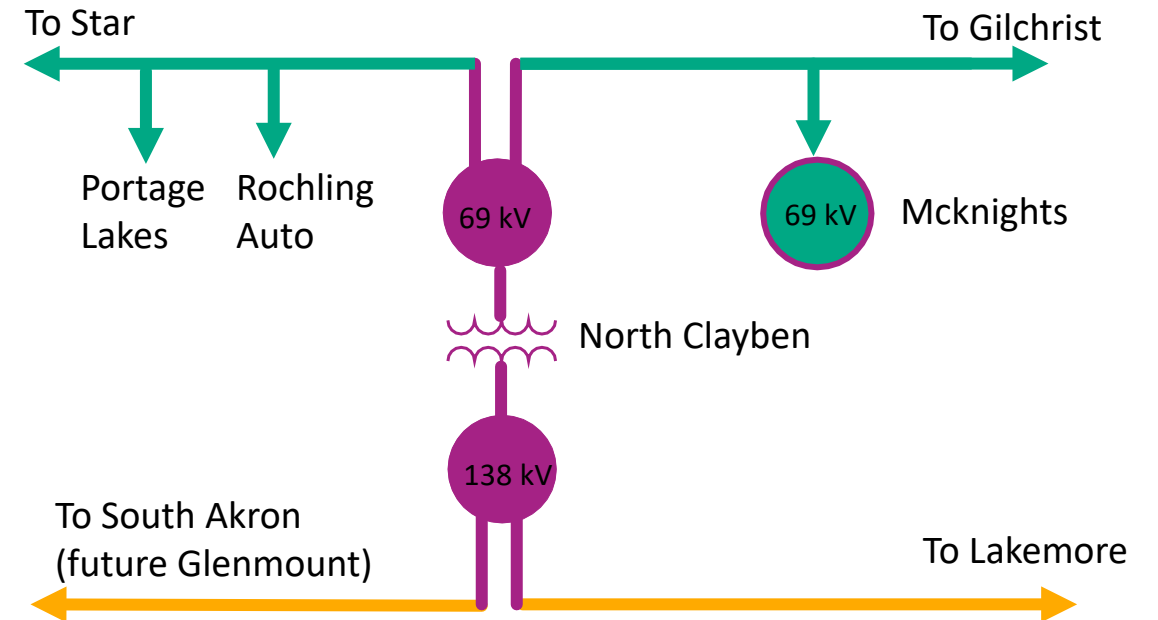 To Star
To Gilchrist
Portage
Lakes
Rochling
Auto
69 kV
69 kV
Mcknights
North Clayben
138 kV
To South Akron
(future Glenmount)
To Lakemore